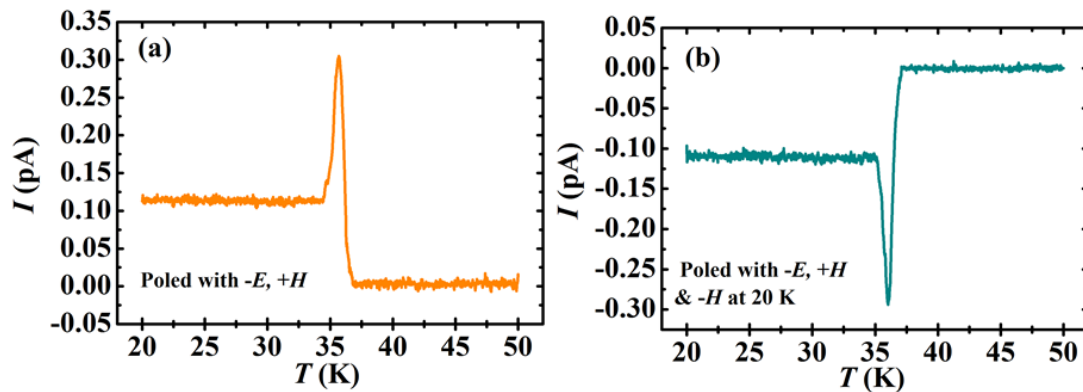 (a)
0.35
0.30
0.25
0.20
0.15
0.10
0.05
0.00
-0.05
I (pA)
Poled with -E, +H
20 25 30 35 40 45 50
T (K)
(b)
0.05
0.00
-0.05
-0.10
-0.15
-0.20
-0.25
-0.30
I (pA)
Poled with -E, +H
& -H at 20 K
20 25 30 35 40 45 50
T (K)